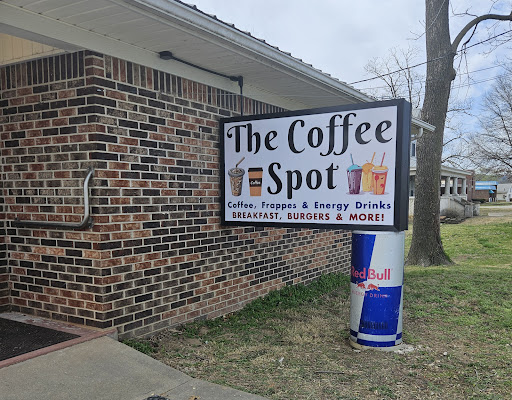 The Coffee
Spot
Coffee, Frappes & Energy Drinks
BREAKFAST, BURGERS & MORE!
Red Bull